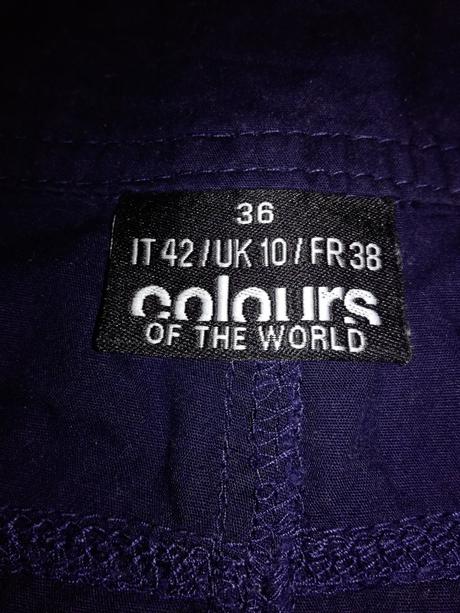 36
IT 42 / UK 10 / FR 38
colours
OF THE WORLD